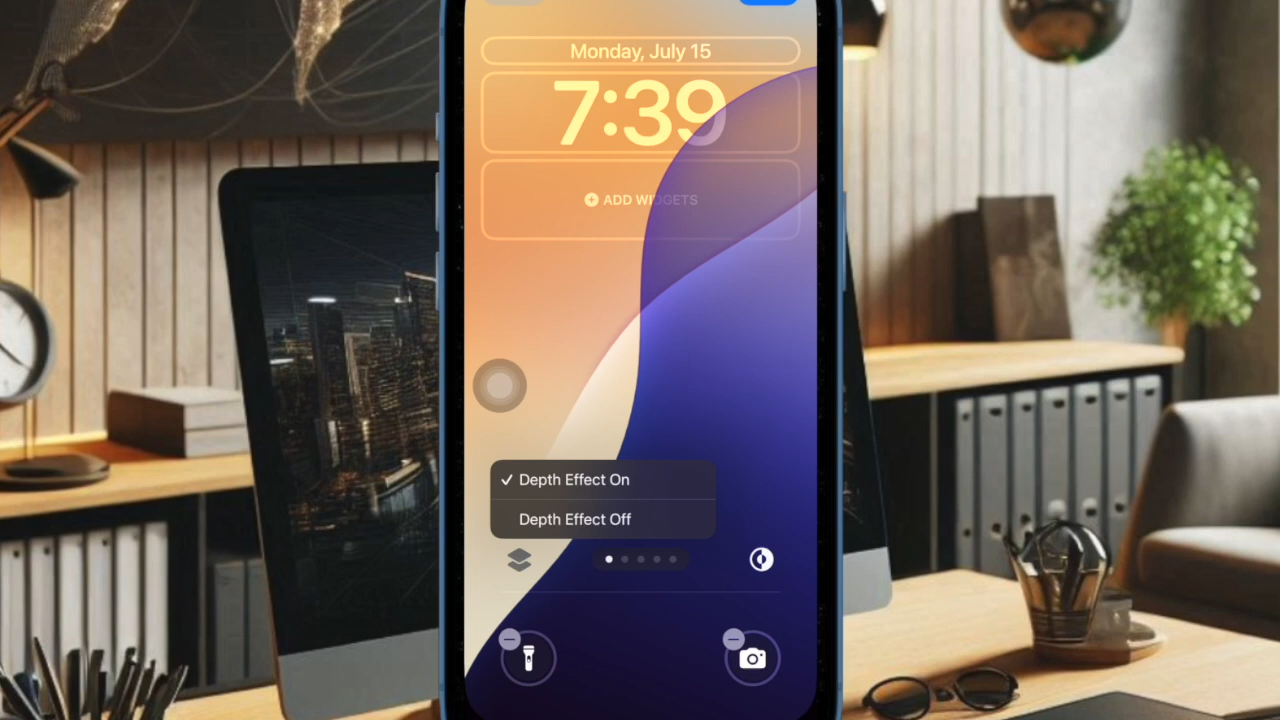 Monday, July 15
7:39
ADD WIDGETS
Depth Effect On
Depth Effect Off